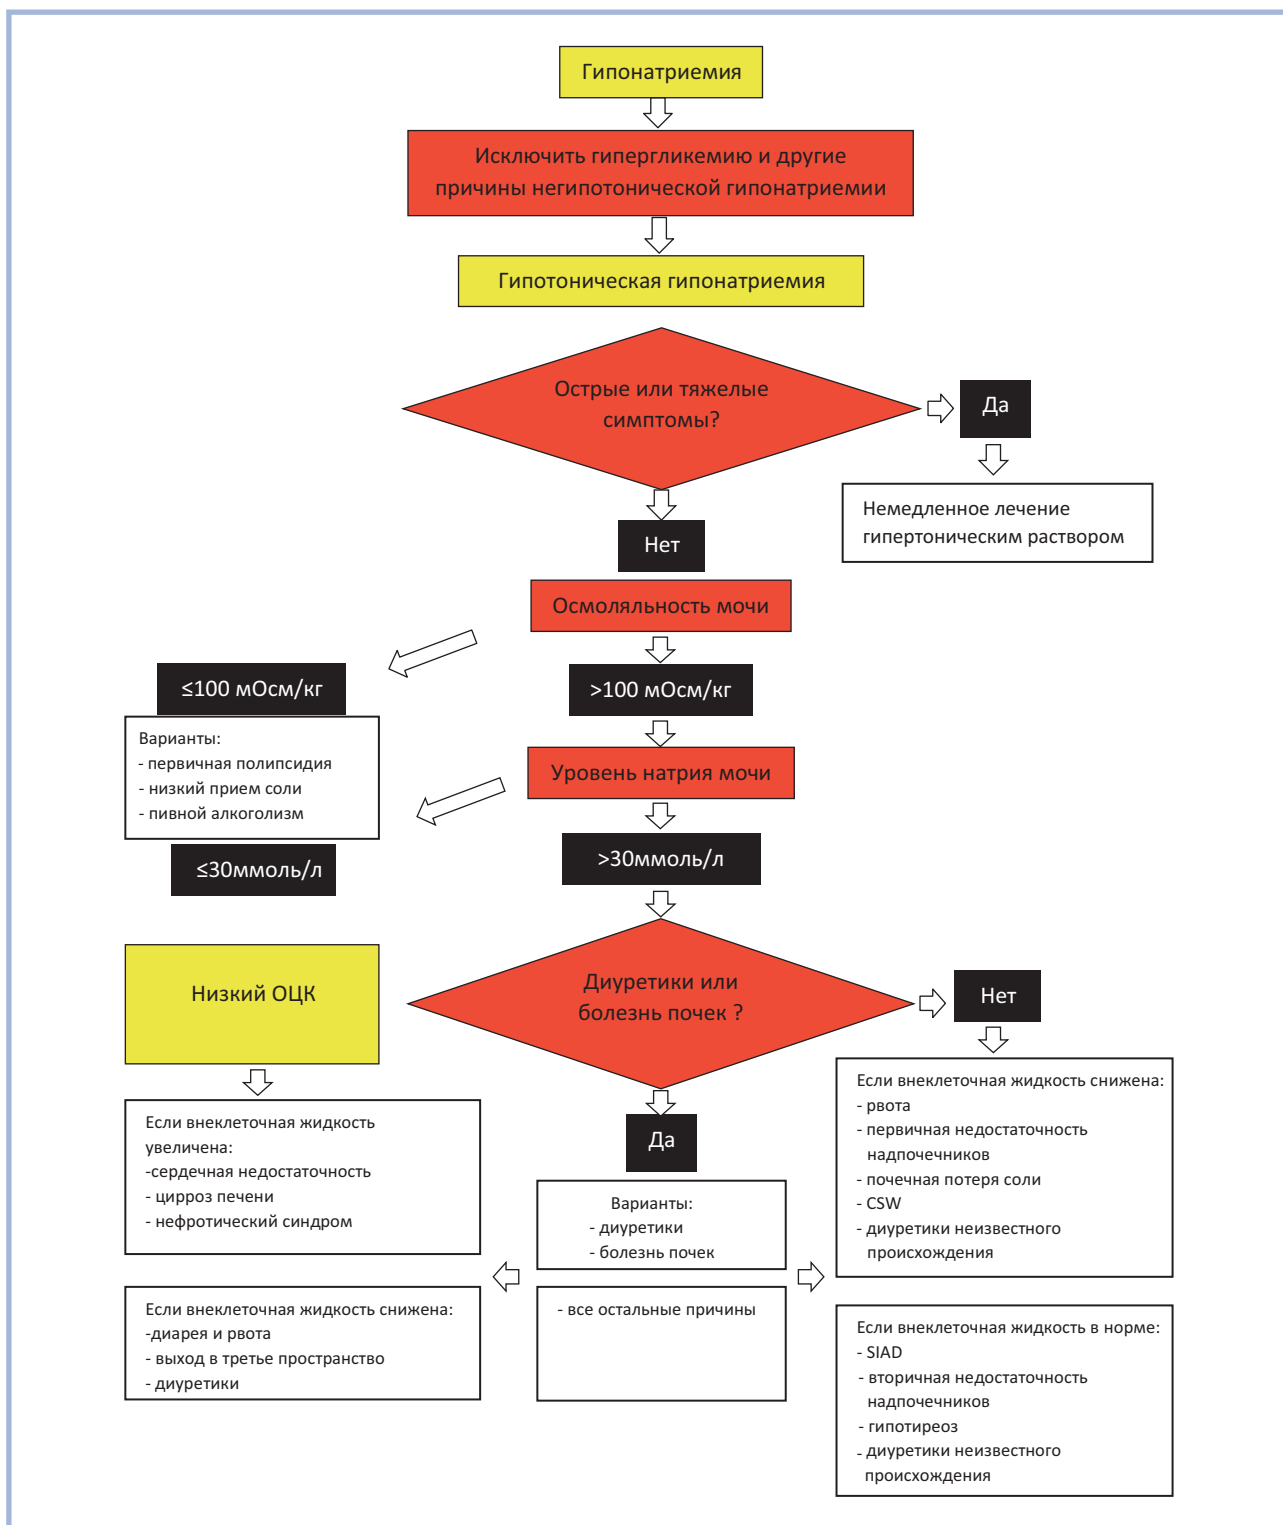 Гипонатриемия
Исключить гипергликемию и другие
причины негипотонической гипонатриемии
Гипотоническая гипонатриемия
Острые или тяжелые
симптомы?
Да
Немедленное лечение
гипертоническим раствором
Нет
Осмоляльность мочи
≤100 мОсм/кг
>100 мОсм/кг
Варианты:
- первичная полипсидия
- низкий прием соли
- пивной алкоголизм
Уровень натрия мочи
≤30ммоль/л
>30ммоль/л
Низкий ОЦК
Диуретики или
болезнь почек ?
Нет
Если внеклеточная жидкость
увеличена:
-сердечная недостаточность
- цирроз печени
- нефротический синдром
Если внеклеточная жидкость снижена:
-диарея и рвота
- выход в третье пространство
- диуретики
Да
Варианты:
- диуретики
- болезнь почек
- все остальные причины
Если внеклеточная жидкость снижена:
- рвота
- первичная недостаточность
надпочечников
- почечная потеря соли
- CSW
- диуретики неизвестного
происхождения
Если внеклеточная жидкость в норме:
- SIAD
- вторичная недостаточность
надпочечников
- гипотиреоз
- диуретики неизвестного
происхождения